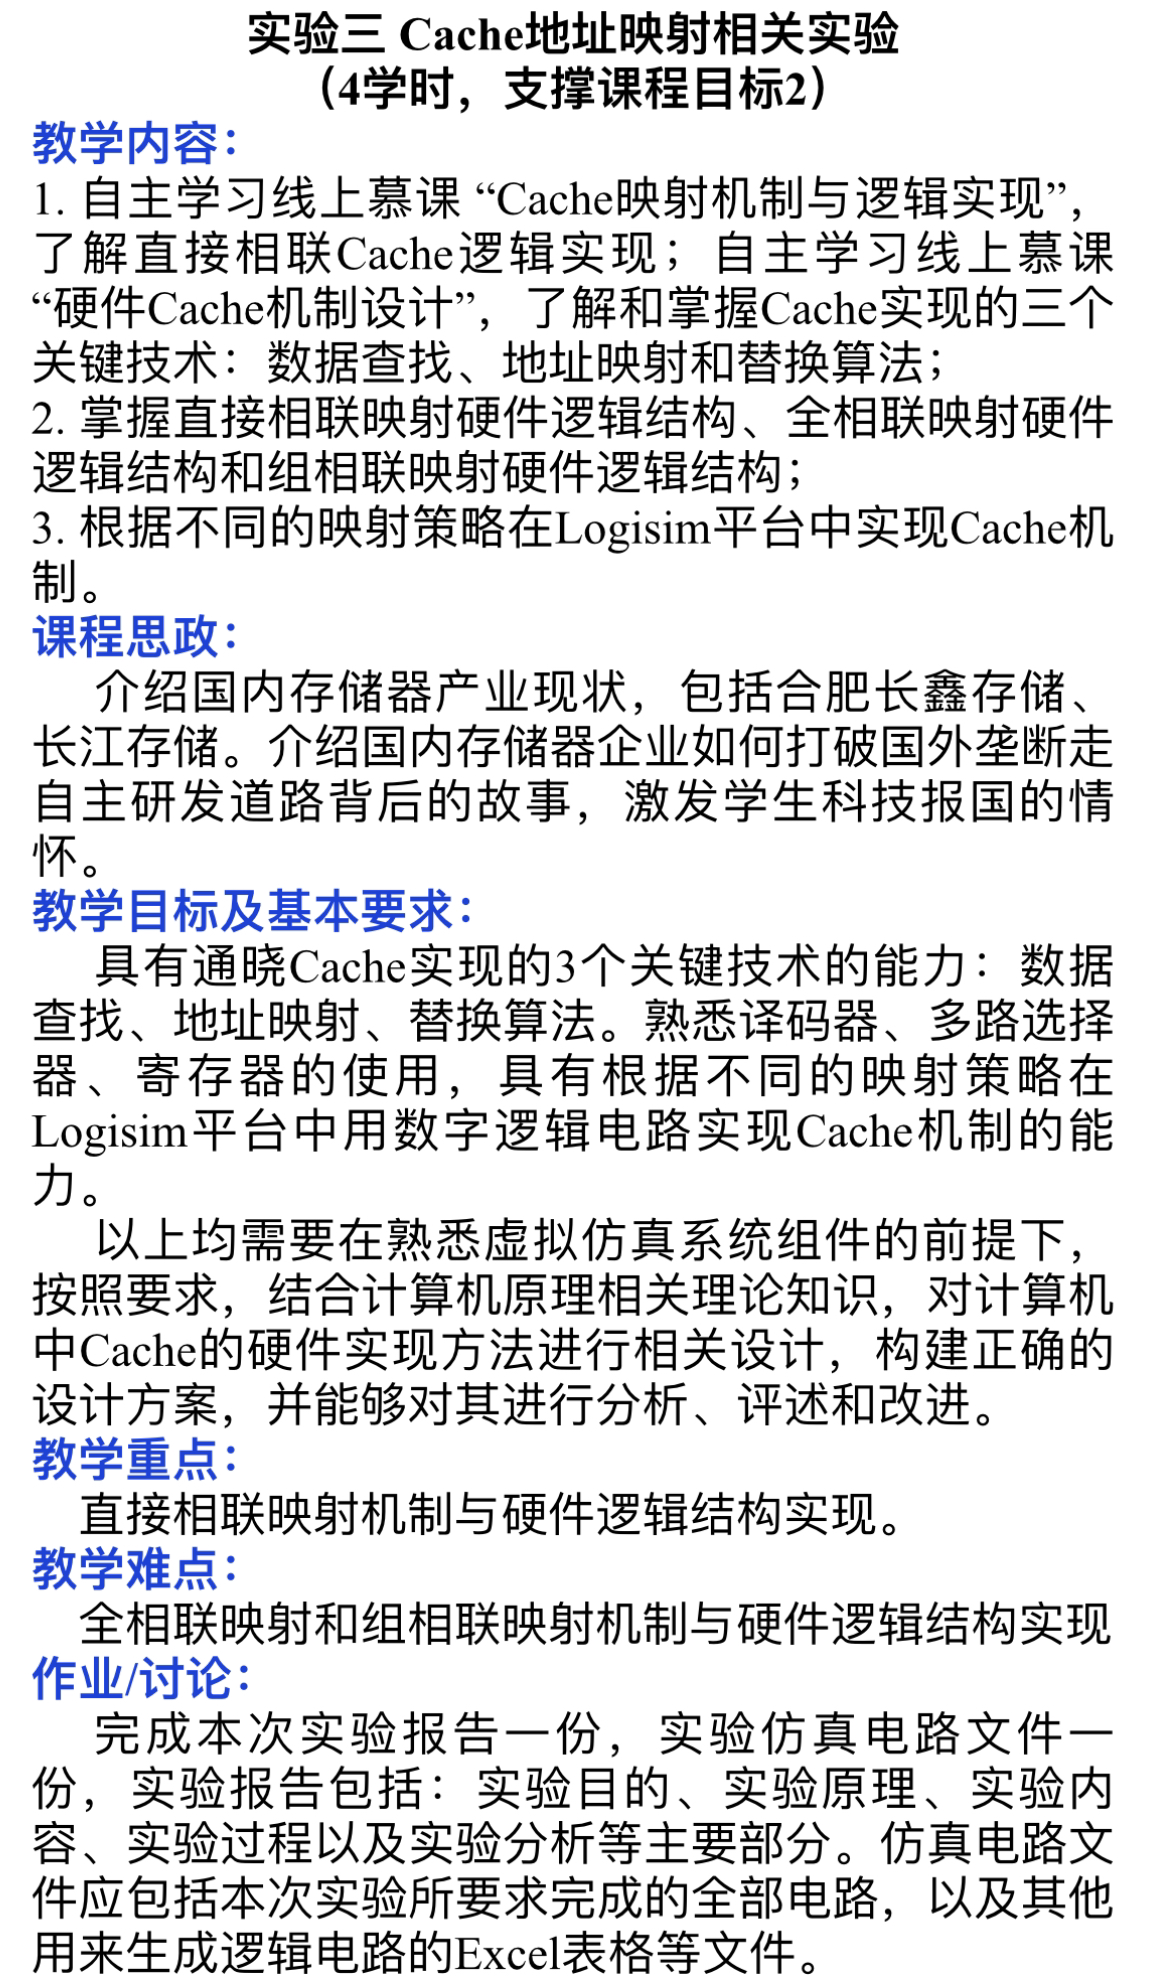 实验三 Cache地址映射相关实验
（4学时，支撑课程目标2）
教学内容：
1. 自主学习线上慕课 “Cache映射机制与逻辑实现”，
了解直接相联Cache逻辑实现；自主学习线上慕课
“硬件Cache机制设计”，了解和掌握Cache实现的三个
关键技术：数据查找、地址映射和替换算法；
2. 掌握直接相联映射硬件逻辑结构、全相联映射硬件
逻辑结构和组相联映射硬件逻辑结构；
3. 根据不同的映射策略在Logisim平台中实现Cache机
制。
课程思政：
介绍国内存储器产业现状，包括合肥长鑫存储、
长江存储。介绍国内存储器企业如何打破国外垄断走
自主研发道路背后的故事，激发学生科技报国的情
怀。
教学目标及基本要求：
具有通晓Cache实现的3个关键技术的能力：数据
查找、地址映射、替换算法。熟悉译码器、多路选择
器、寄存器的使用，具有根据不同的映射策略在
Logisim平台中用数字逻辑电路实现Cache机制的能
力。
以上均需要在熟悉虚拟仿真系统组件的前提下，
按照要求，结合计算机原理相关理论知识，对计算机
中Cache的硬件实现方法进行相关设计，构建正确的
设计方案，并能够对其进行分析、评述和改进。
教学重点：
直接相联映射机制与硬件逻辑结构实现。
教学难点：
全相联映射和组相联映射机制与硬件逻辑结构实现
作业/讨论：
完成本次实验报告一份，实验仿真电路文件一
份，实验报告包括：实验目的、实验原理、实验内
容、实验过程以及实验分析等主要部分。仿真电路文
件应包括本次实验所要求完成的全部电路，以及其他
用来生成逻辑电路的Excel表格等文件。